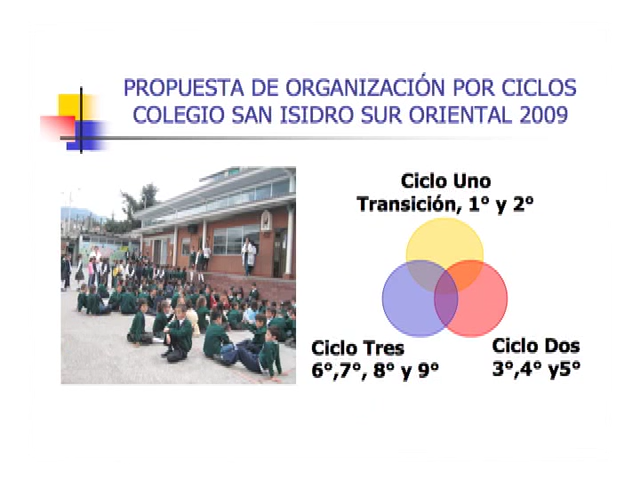 PROPUESTA DE ORGANIZACIÓN POR CICLOS
COLEGIO SAN ISIDRO SUR ORIENTAL 2009
Ciclo Uno
Transición, 1° y 2°
Ciclo Tres
6°,7°, 8° y 9°
Ciclo Dos
3°,4° y5°